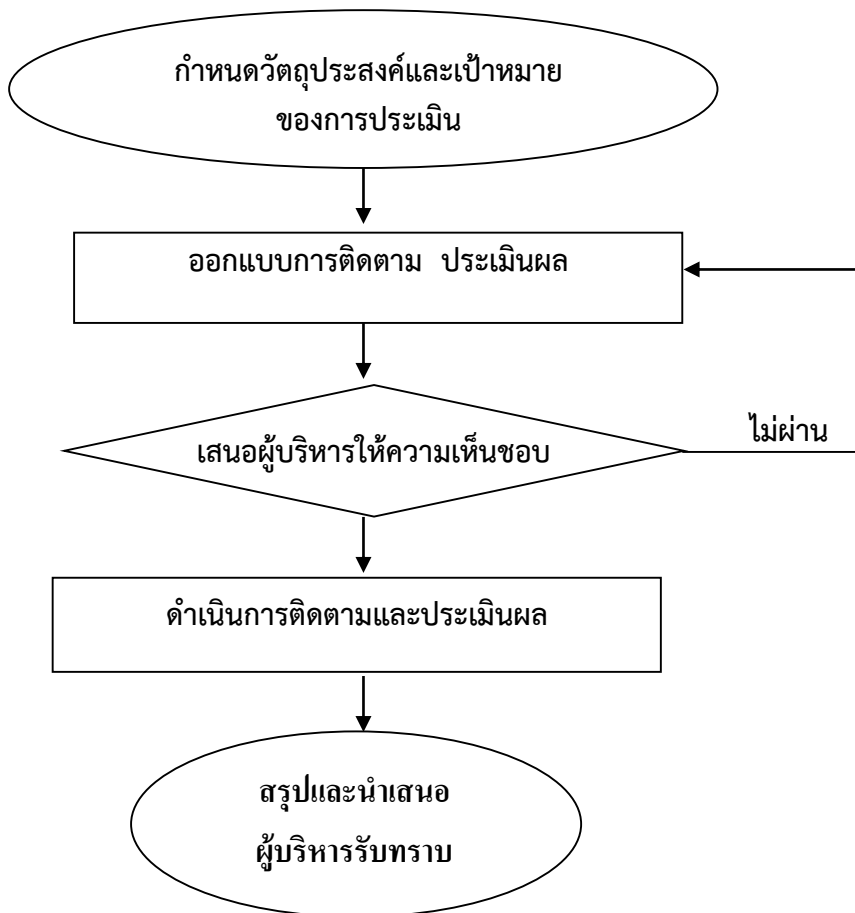 กำหนดวัตถุประสงค์และเป้าหมาย
ของการประเมิน
ออกแบบการติดตาม ประเมินผล
เสนอผู้บริหารให้ความเห็นชอบ
ไม่ผ่าน
ดำเนินการติดตามและประเมินผล
สรุปและนำเสนอ
ผู้บริหารรับทราบ